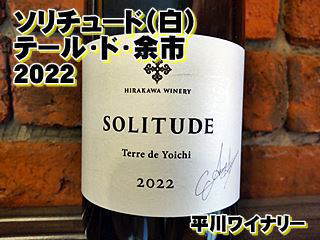 ソリチュード(白)
テール・ド・余市
2022
HIRAKAWA WINERY
SOLITUDE
Terre de Yoichi
2022
平川ワイナリー